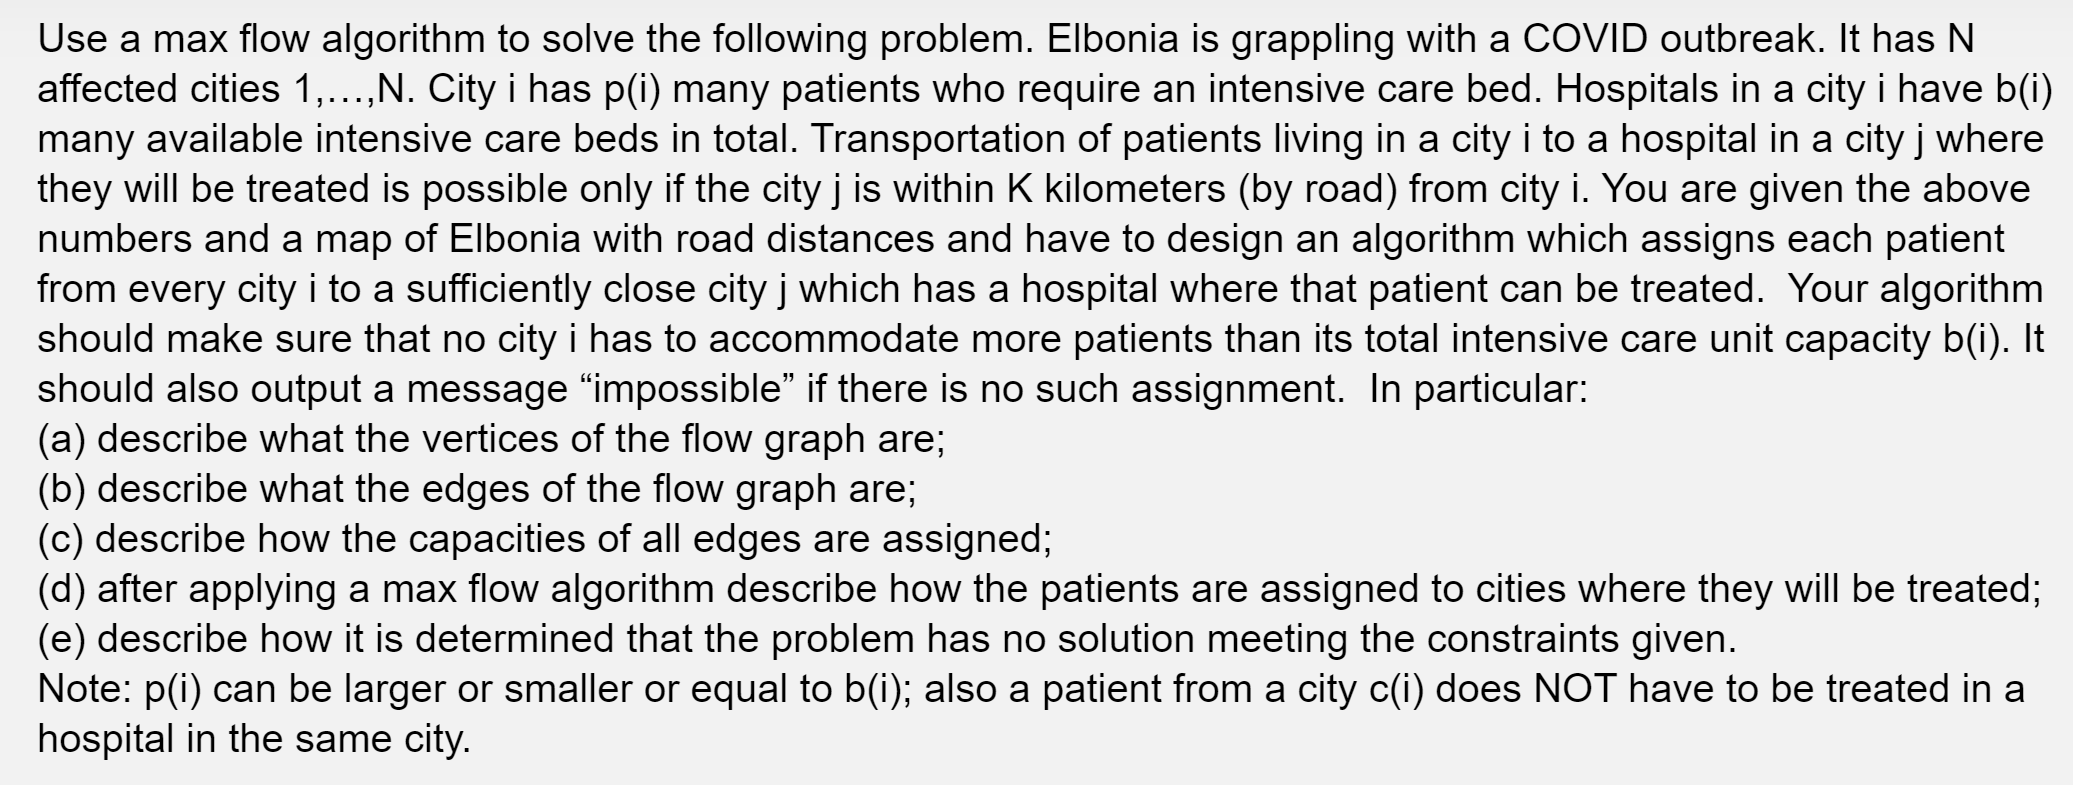 Use a max flow algorithm to solve the following problem. Elbonia is grappling with a COVID outbreak. It has N
affected cities 1,…,N. City i has p(i) many patients who require an intensive care bed. Hospitals in a city i have b(i)
many available intensive care beds in total. Transportation of patients living in a city i to a hospital in a city j where
they will be treated is possible only if the city j is within K kilometers (by road) from city i. You are given the above
numbers and a map of Elbonia with road distances and have to design an algorithm which assigns each patient
from every city i to a sufficiently close city j which has a hospital where that patient can be treated.  Your algorithm
should make sure that no city i has to accommodate more patients than its total intensive care unit capacity b(i). It
should also output a message “impossible” if there is no such assignment.  In particular:
(a) describe what the vertices of the flow graph are;
(b) describe what the edges of the flow graph are;
(c) describe how the capacities of all edges are assigned;
(d) after applying a max flow algorithm describe how the patients are assigned to cities where they will be treated;
(e) describe how it is determined that the problem has no solution meeting the constraints given.
Note: p(i) can be larger or smaller or equal to b(i); also a patient from a city c(i) does NOT have to be treated in a
hospital in the same city.